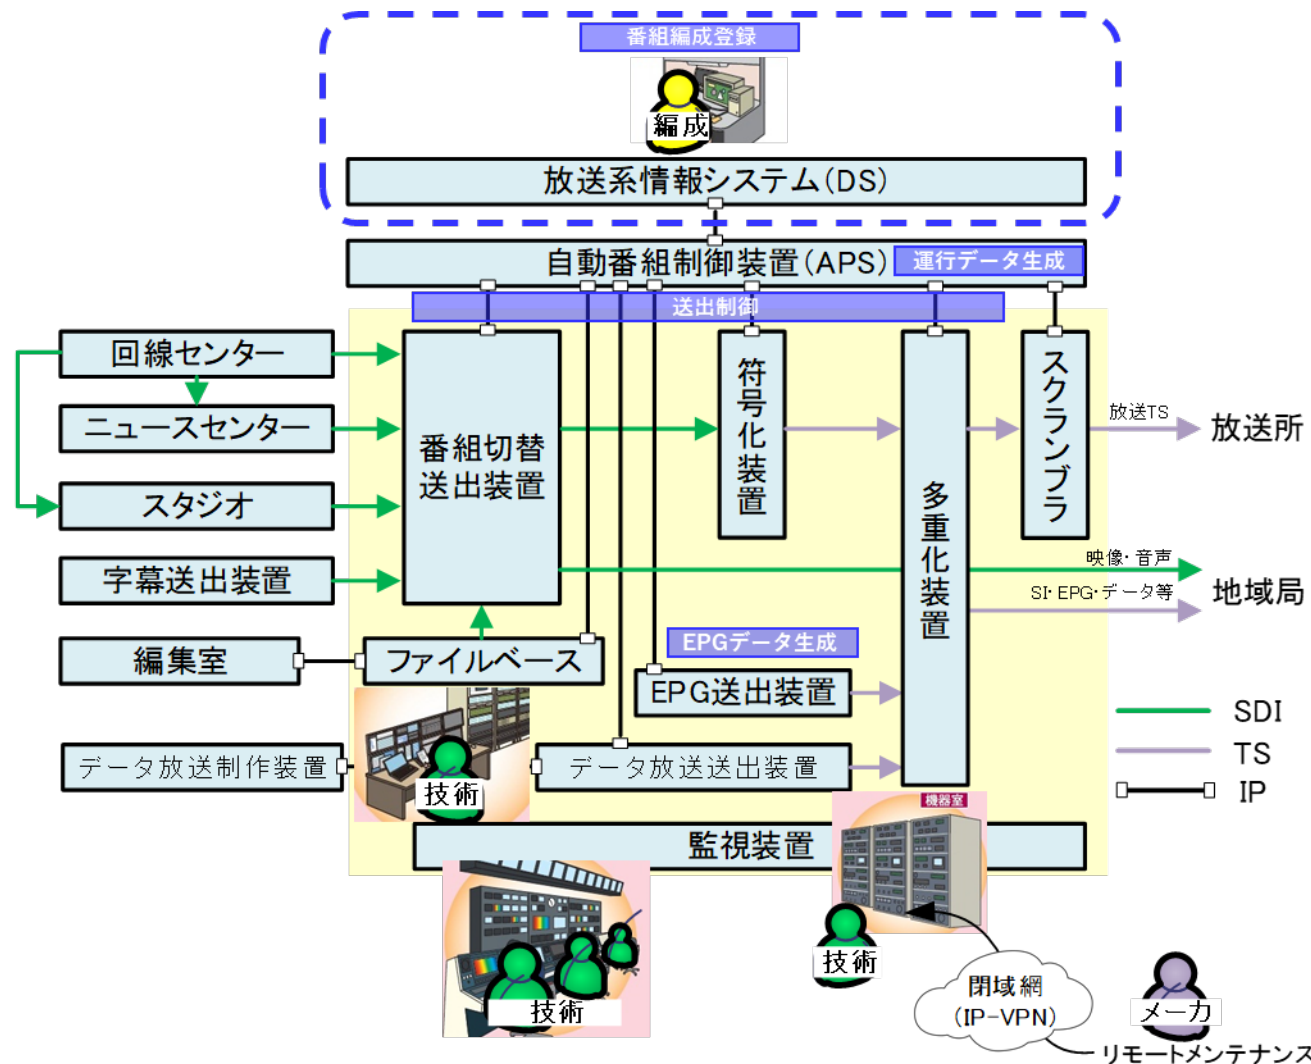 番組編成登録
編成
放送系情報システム(DS)
自動番組制御装置(APS)
運行データ生成
送出制御
回線センター
ニュースセンター
スタジオ
字幕送出装置
編集室
データ放送制作装置
番組切替
送出装置
ファイルベース
技術
符号化装置
EPGデータ生成
EPG送出装置
データ放送送出装置
多重化装置
スクランブラ
放送TS
放送所
映像・音声
SI・EPG・データ等
地域局
SDI
TS
IP
監視装置
機器室
技術
技術
閉域網
(IP-VPN)
メーカ
リモートメンテナンス